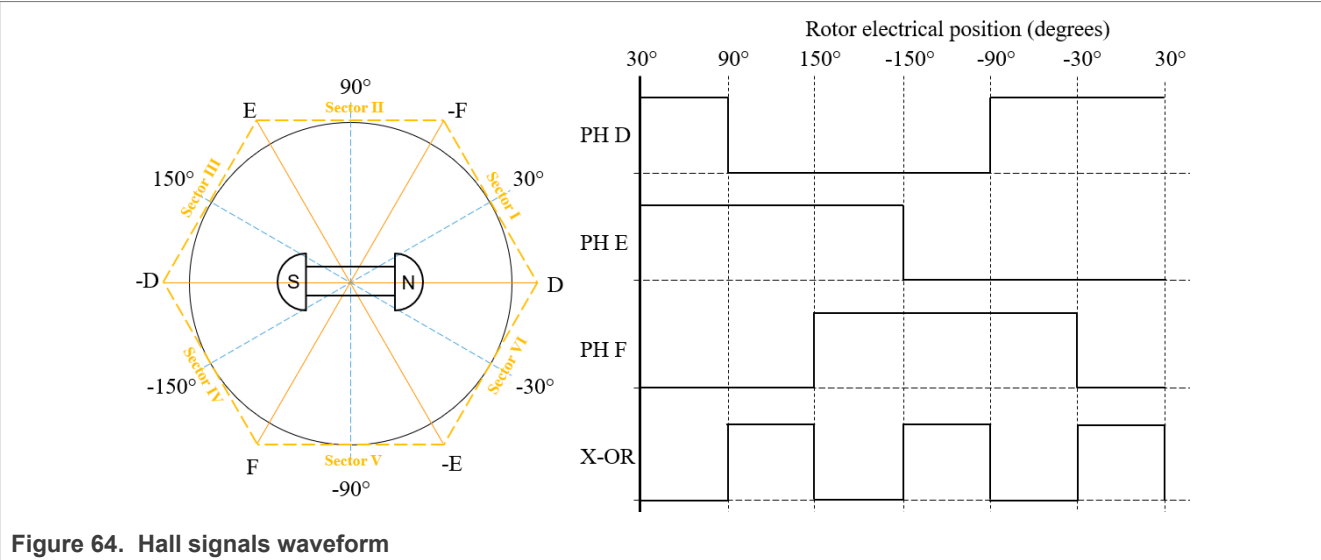 Rotor electrical position (degrees)
30° 90° 150° -150° -90° -30° 30°
90°
E Sector II -F
PH D
150° Sector III 30° Sector I
PH E
-D S N D
PH F
-150° Sector IV -30° Sector VI
F Sector V -E
X-OR
-90°
Figure 64. Hall signals waveform